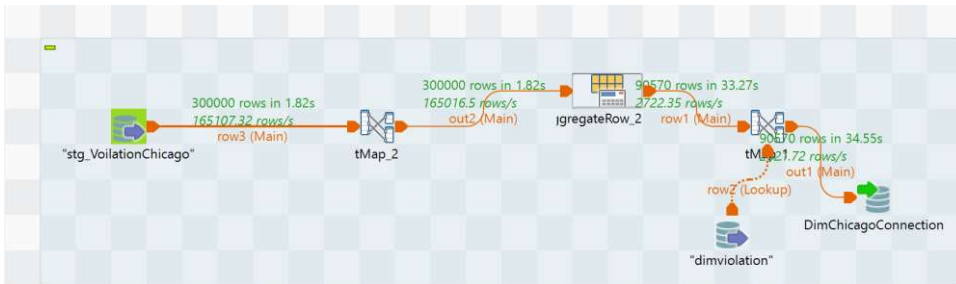 300000 rows in 1.82s
165107.32 rows/s
row3 (Main)
"stg_VoilationChicago"
tMap_2
300000 rows in 1.82s
165016.5 rows/s
out2 (Main)
ggregateRow_2
90570 rows in 33.27s
2722.35 rows/s
row1 (Main)
90570 rows in 34.55s
rows/s
out1 (Main)
row2 (Lookup)
"dimviolation"
DimChicagoConnection